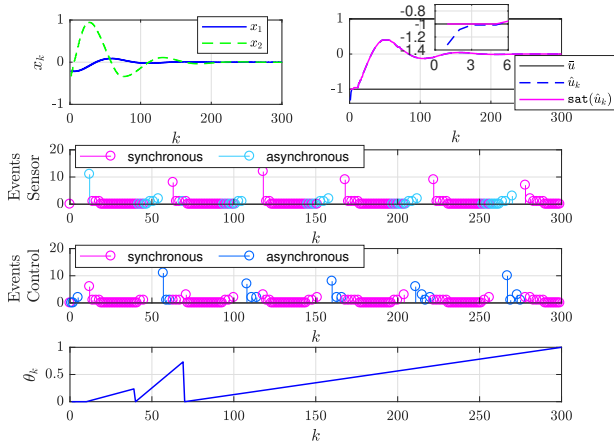 1
0
-1
x_k
0 100 200 300
k
x_1
x_2
1
0
-1
0 100 200 300
k
-0.8
-1
-1.2
-1.4
0 3 6
ū
û_k
sat(û_k)
Events
Sensor
20
10
0
synchronous
asynchronous
0 50 100 150 200 250 300
k
Events
Control
20
10
0
synchronous
asynchronous
0 50 100 150 200 250 300
k
θ_k
1
0.5
0
0 50 100 150 200 250 300
k